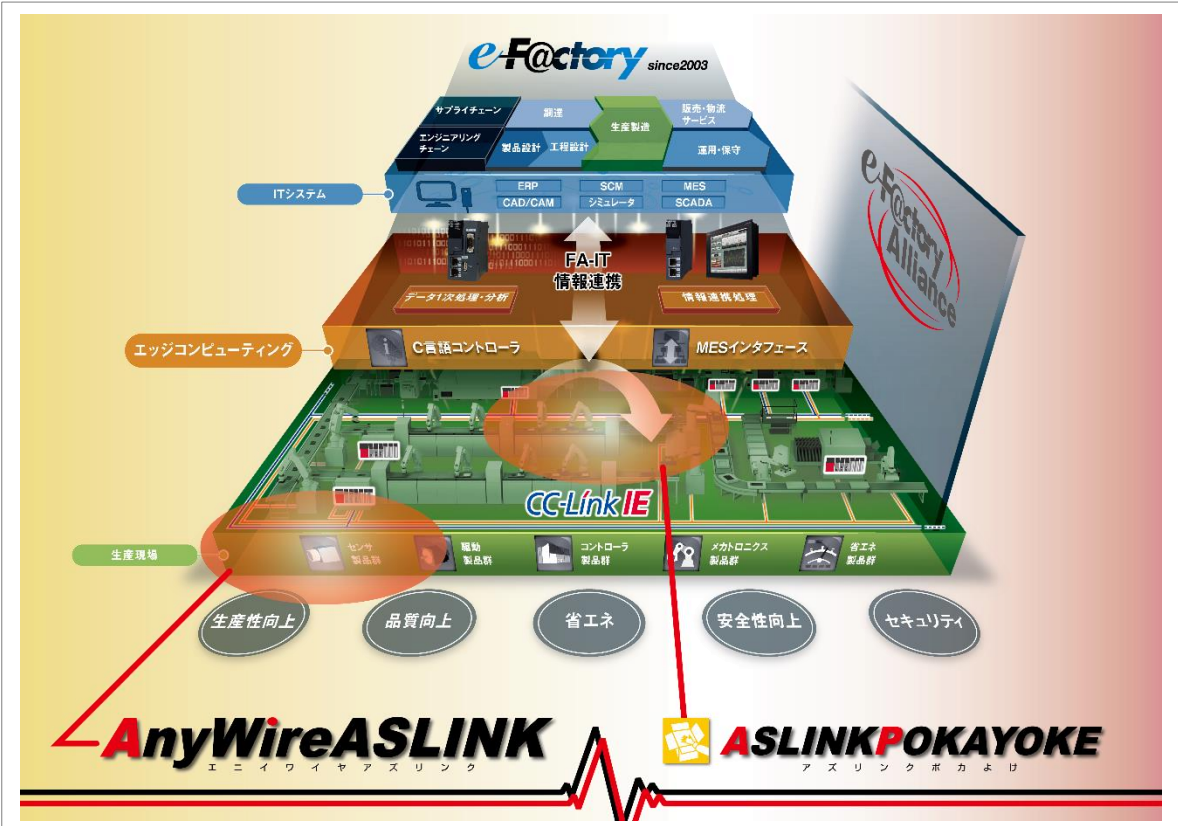 e-F@ctory since2003
サプライチェーン
調達
生産製造
販売・物流
サービス
エンジニアリング
チェーン
製品設計
工程設計
運用・保守
ITシステム
ERP
SCM
MES
CAD/CAM
シミュレータ
SCADA
FA-IT
情報連携
データ1次処理・分析
情報連携処理
エッジコンピューティング
C言語コントローラ
MESインタフェース
e-F@ctory
Alliance
CC-Link IE
生産現場
センサ
製品群
駆動
製品群
コントローラ
製品群
メカトロニクス
製品群
省エネ
製品群
生産性向上
品質向上
省エネ
安全性向上
セキュリティ
AnyWireASLINK
エニイワイヤアズリンク
ASLINKPOKAYOKE
アズリンクポカよけ